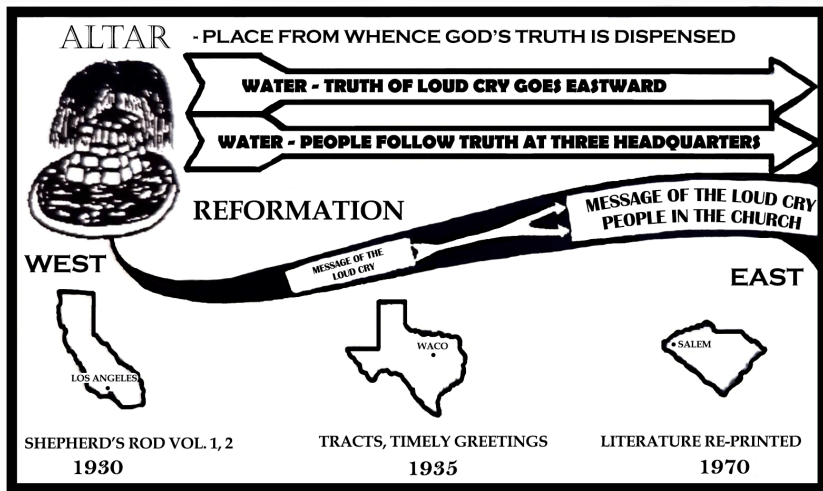 ALTAR - PLACE FROM WHENCE GOD'S TRUTH IS DISPENSED
WATER - TRUTH OF LOUD CRY GOES EASTWARD
WATER - PEOPLE FOLLOW TRUTH AT THREE HEADQUARTERS
REFORMATION
MESSAGE OF THE LOUD CRY
PEOPLE IN THE CHURCH
MESSAGE OF THE
LOUD CRY
WEST
EAST
LOS ANGELES
WACO
SALEM
SHEPHERD'S ROD VOL. 1, 2
1930
TRACTS, TIMELY GREETINGS
1935
LITERATURE RE-PRINTED
1970